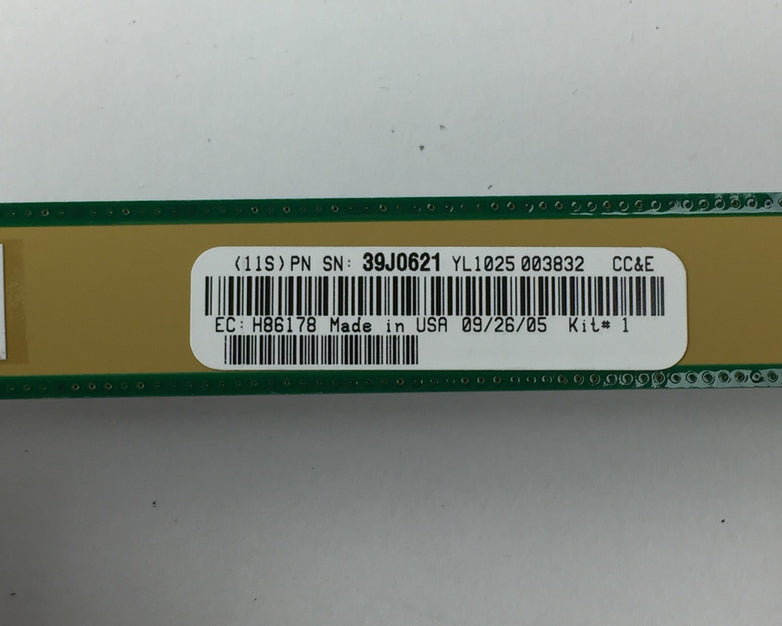 (11S)PN SN: 39J0621 YL1025 003832 CC&E
EC: H86178 Made in USA 09/26/05 Kit# 1